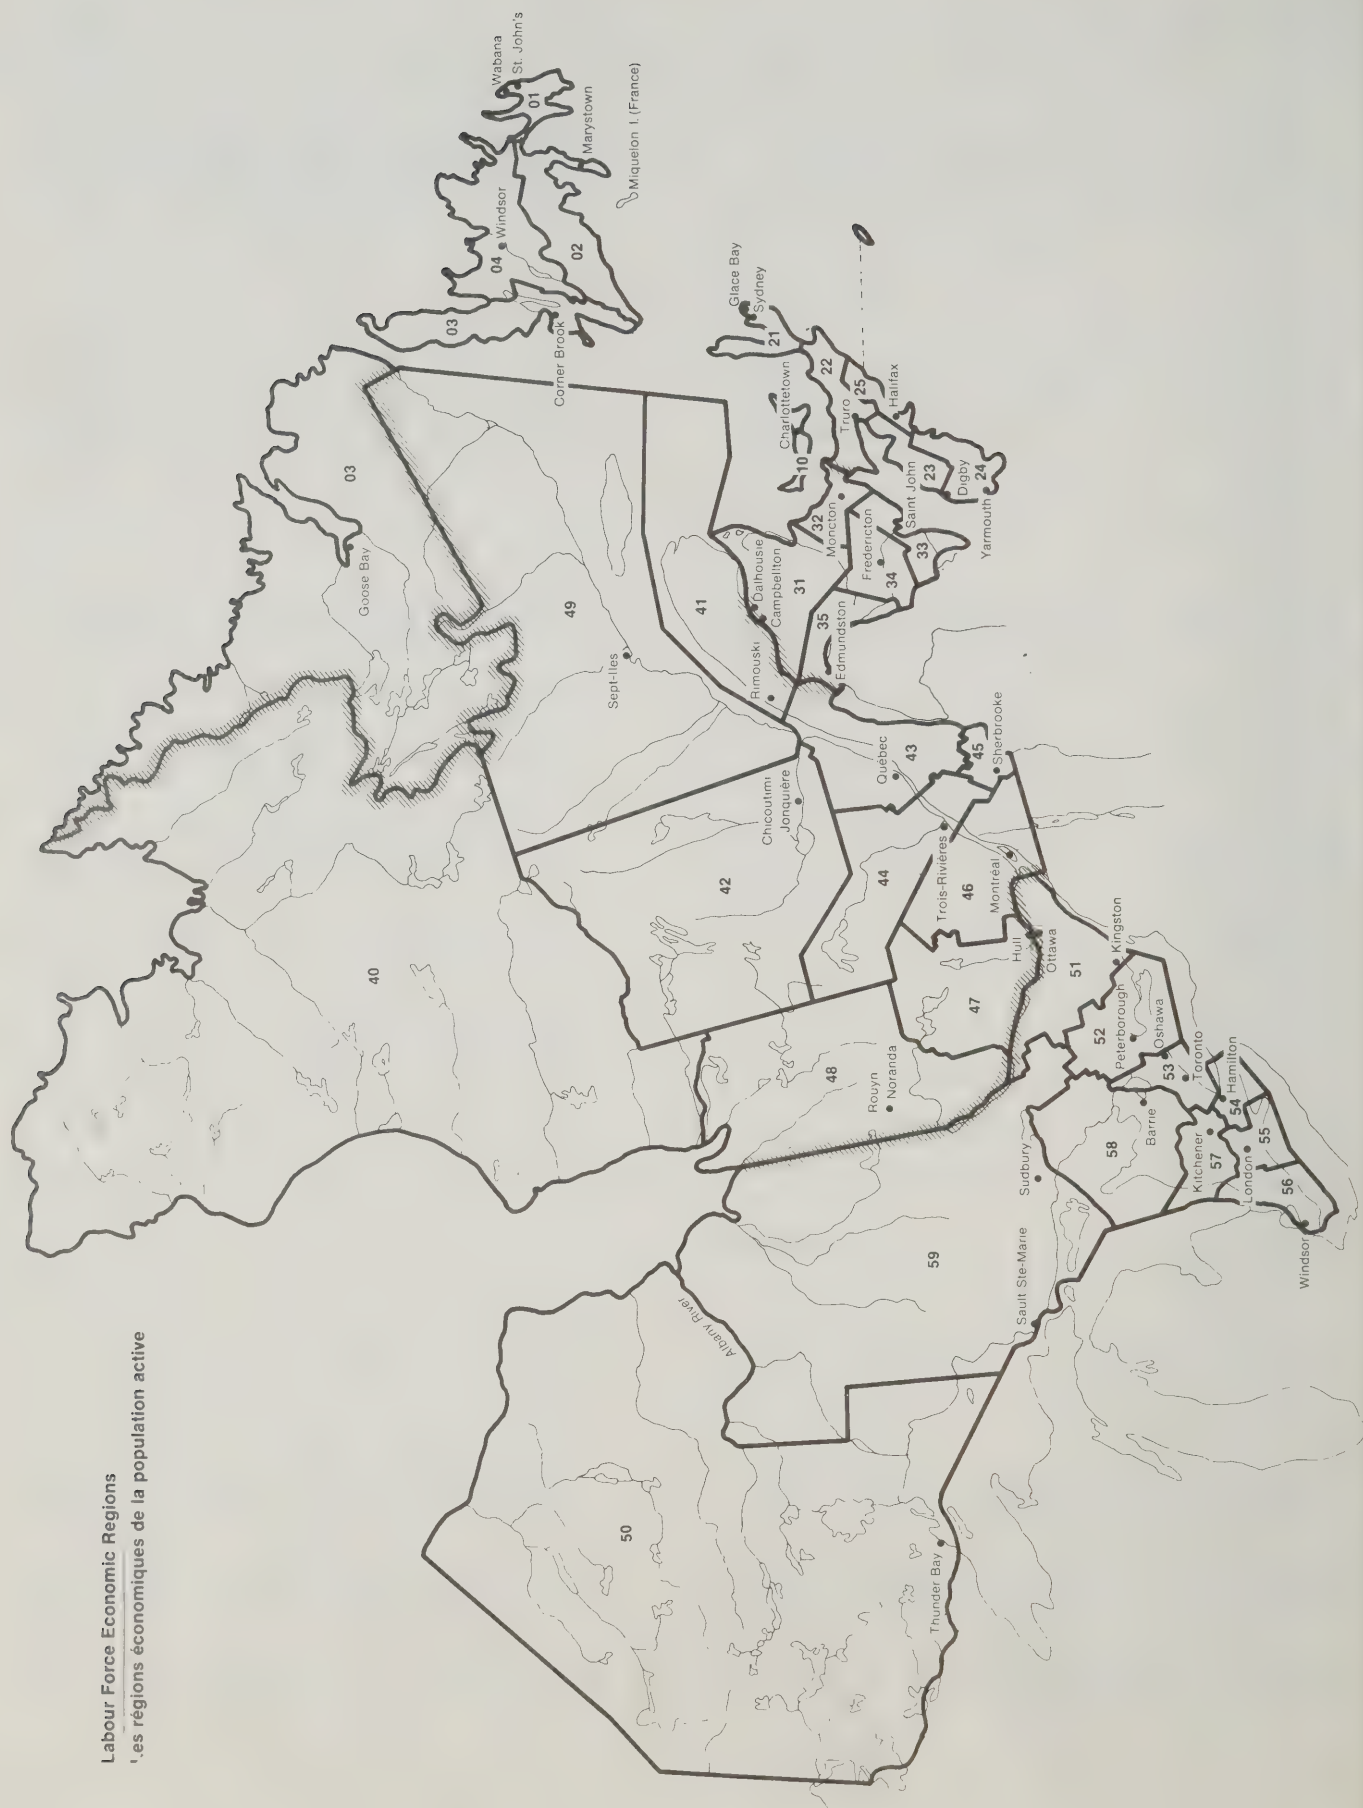 Labour Force Economic Regions
Les régions économiques de la population active
Wabana
St. John's
01
Marystown
Miquelon I. (France)
Windsor
04
02
03
Corner Brook
03
Goose Bay
Glace Bay
Sydney
21
22
25
Halifax
Truro
Charlottetown
10
23
Digby
24
Yarmouth
Saint John
Moncton
32
Fredericton
33
34
31
35
Edmundston
Dalhousie
Campbellton
Rimouski
41
49
Sept-Iles
40
42
Chicoutimi
Jonquière
Québec
43
45
Sherbrooke
44
Trois-Rivières
46
Montréal
Hull
Ottawa
47
48
Rouyn
Noranda
51
Kingston
52
Peterborough
Oshawa
53
Toronto
Hamilton
54
55
56
57
58
Barrie
Kitchener
London
Windsor
Sudbury
59
Sault Ste-Marie
Albany River
50
Thunder Bay